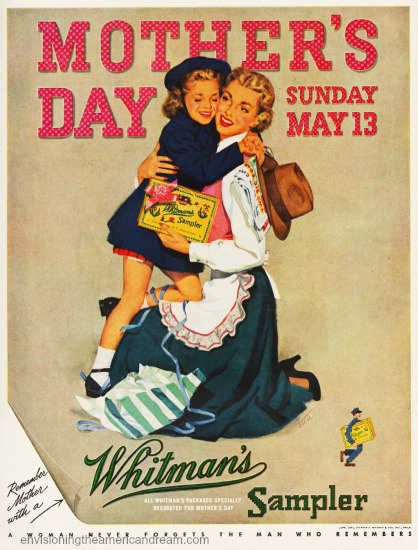 MOTHER'S
DAY
SUNDAY
MAY 13
Whitman's
Sampler
Remember
Mother
with a
Whitman's
ALL WHITMAN'S PACKAGES SPECIALLY
DECORATED FOR MOTHER'S DAY
Sampler
A WOMAN NEVER FORGETS THE MAN WHO REMEMBERS
envisioningtheamericandream.com